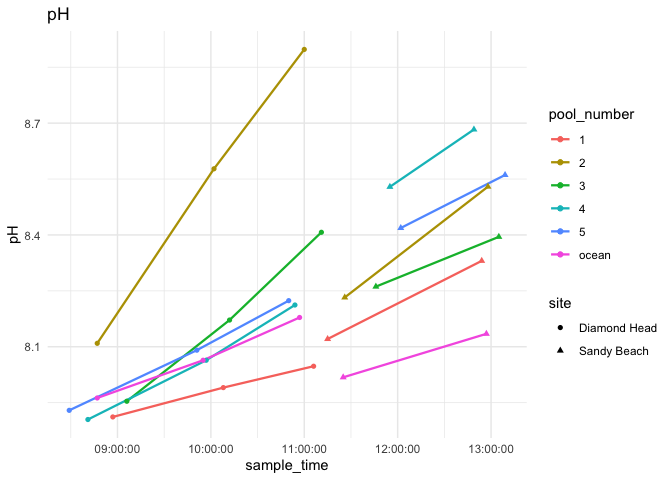 pH
pH
8.7
8.4
8.1
09:00:00 10:00:00 11:00:00 12:00:00 13:00:00
sample_time
pool_number
1
2
3
4
5
ocean
site
Diamond Head
Sandy Beach